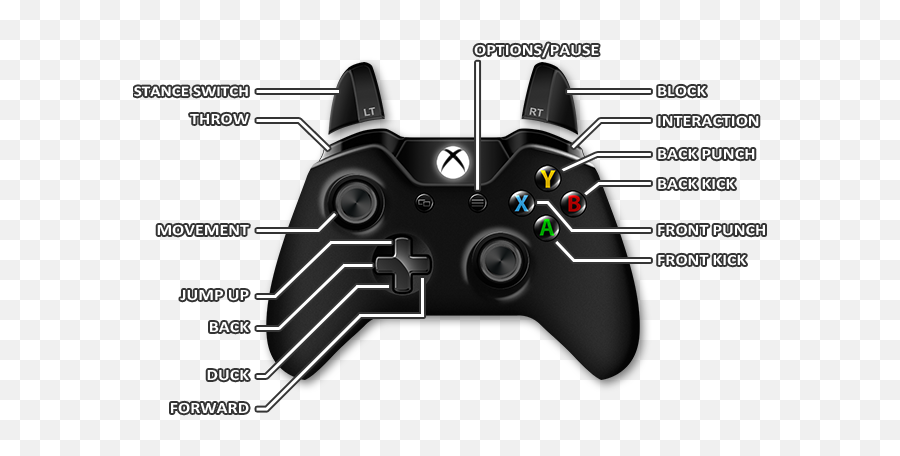 OPTIONS/PAUSE
STANCE SWITCH
THROW
LT
RT
BLOCK
INTERACTION
BACK PUNCH
BACK KICK
Y
X
B
A
MOVEMENT
FRONT PUNCH
FRONT KICK
JUMP UP
BACK
DUCK
FORWARD